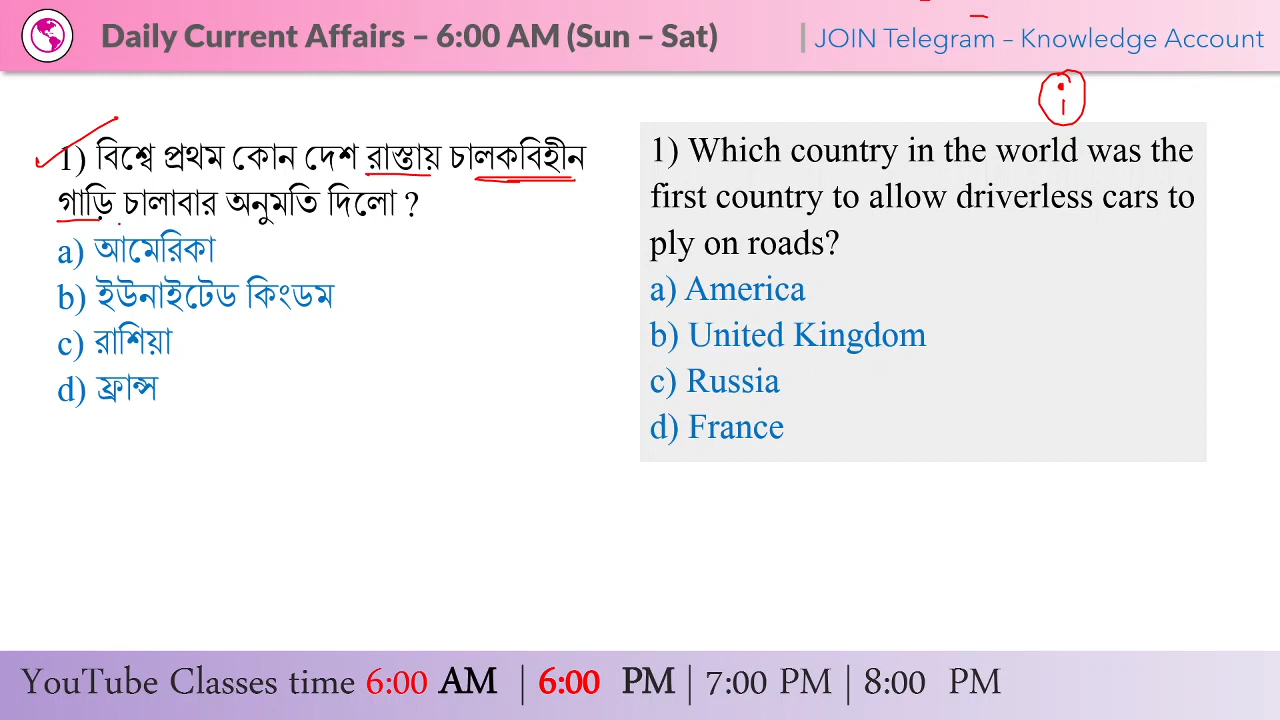 Daily Current Affairs – 6:00 AM (Sun – Sat)
| JOIN Telegram – Knowledge Account
1) বিশ্বে প্রথম কোন দেশ রাস্তায় চালকবিহীন
গাড়ি চালাবার অনুমতি দিলো ?
a) আমেরিকা
b) ইউনাইটেড কিংডম
c) রাশিয়া
d) ফ্রান্স
1) Which country in the world was the
first country to allow driverless cars to
ply on roads?
a) America
b) United Kingdom
c) Russia
d) France
YouTube Classes time 6:00 AM | 6:00 PM | 7:00 PM | 8:00 PM